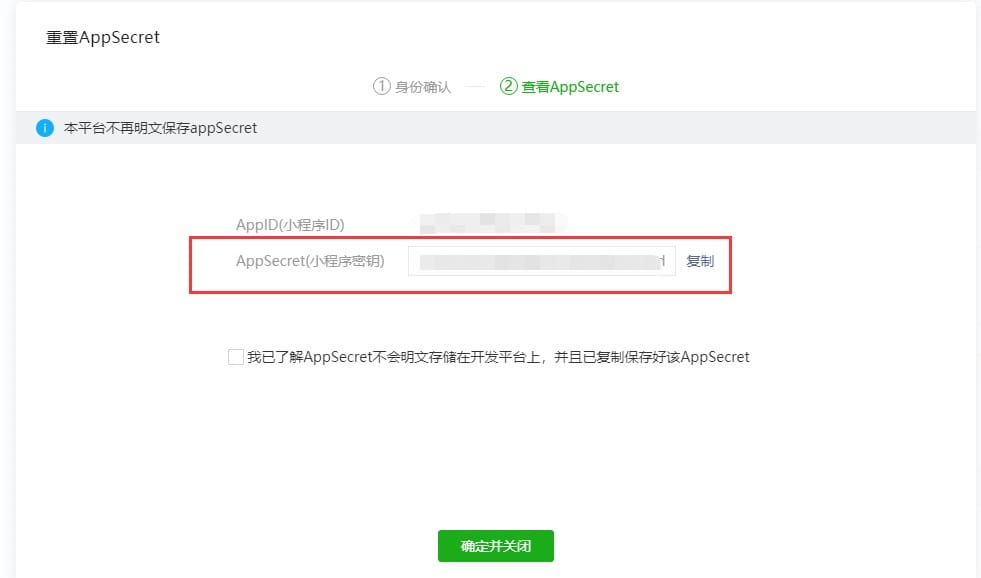 重置AppSecret
① 身份确认 ② 查看AppSecret
i 本平台不再明文保存appSecret
AppID(小程序ID)
AppSecret(小程序密钥) 复制
我已了解AppSecret不会明文存储在开发平台上，并且已复制保存好该AppSecret
确定并关闭